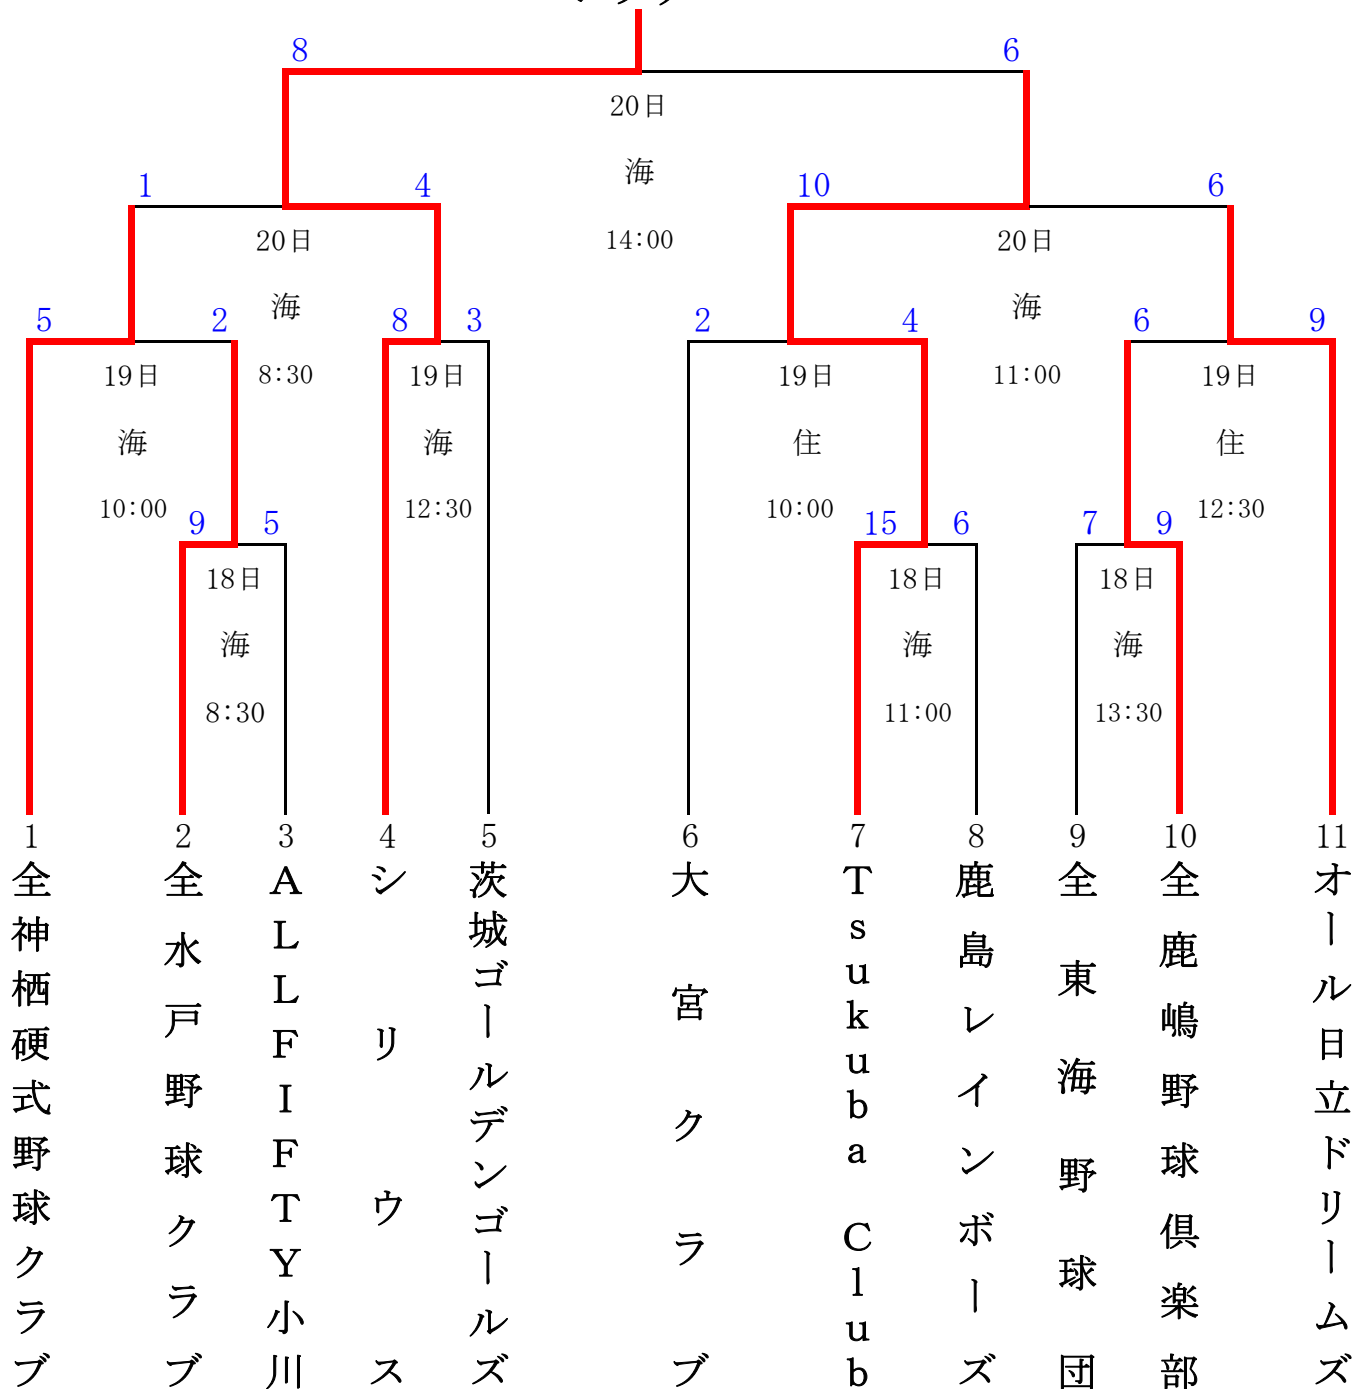 8 6
20日
海
14:00
1 4 10 6
20日 20日
海 海
8:30 11:00
5 2 8 3 2 4 6 9
19日 19日 19日 19日
海 海 住 住
10:00 12:30 10:00 12:30
9 5 15 6 7 9
18日 18日 18日
海 海 海
8:30 11:00 13:30
1 2 3 4 5 6 7 8 9 10 11
全神栖硬式野球クラブ
全水戸野球クラブ
ALLFIFTY小川
シリウス
茨城ゴールデンゴールズ
大宮クラブ
Tsukuba Club
鹿島レインボーズ
全東海野球団
全鹿嶋野球倶楽部
オール日立ドリームズ